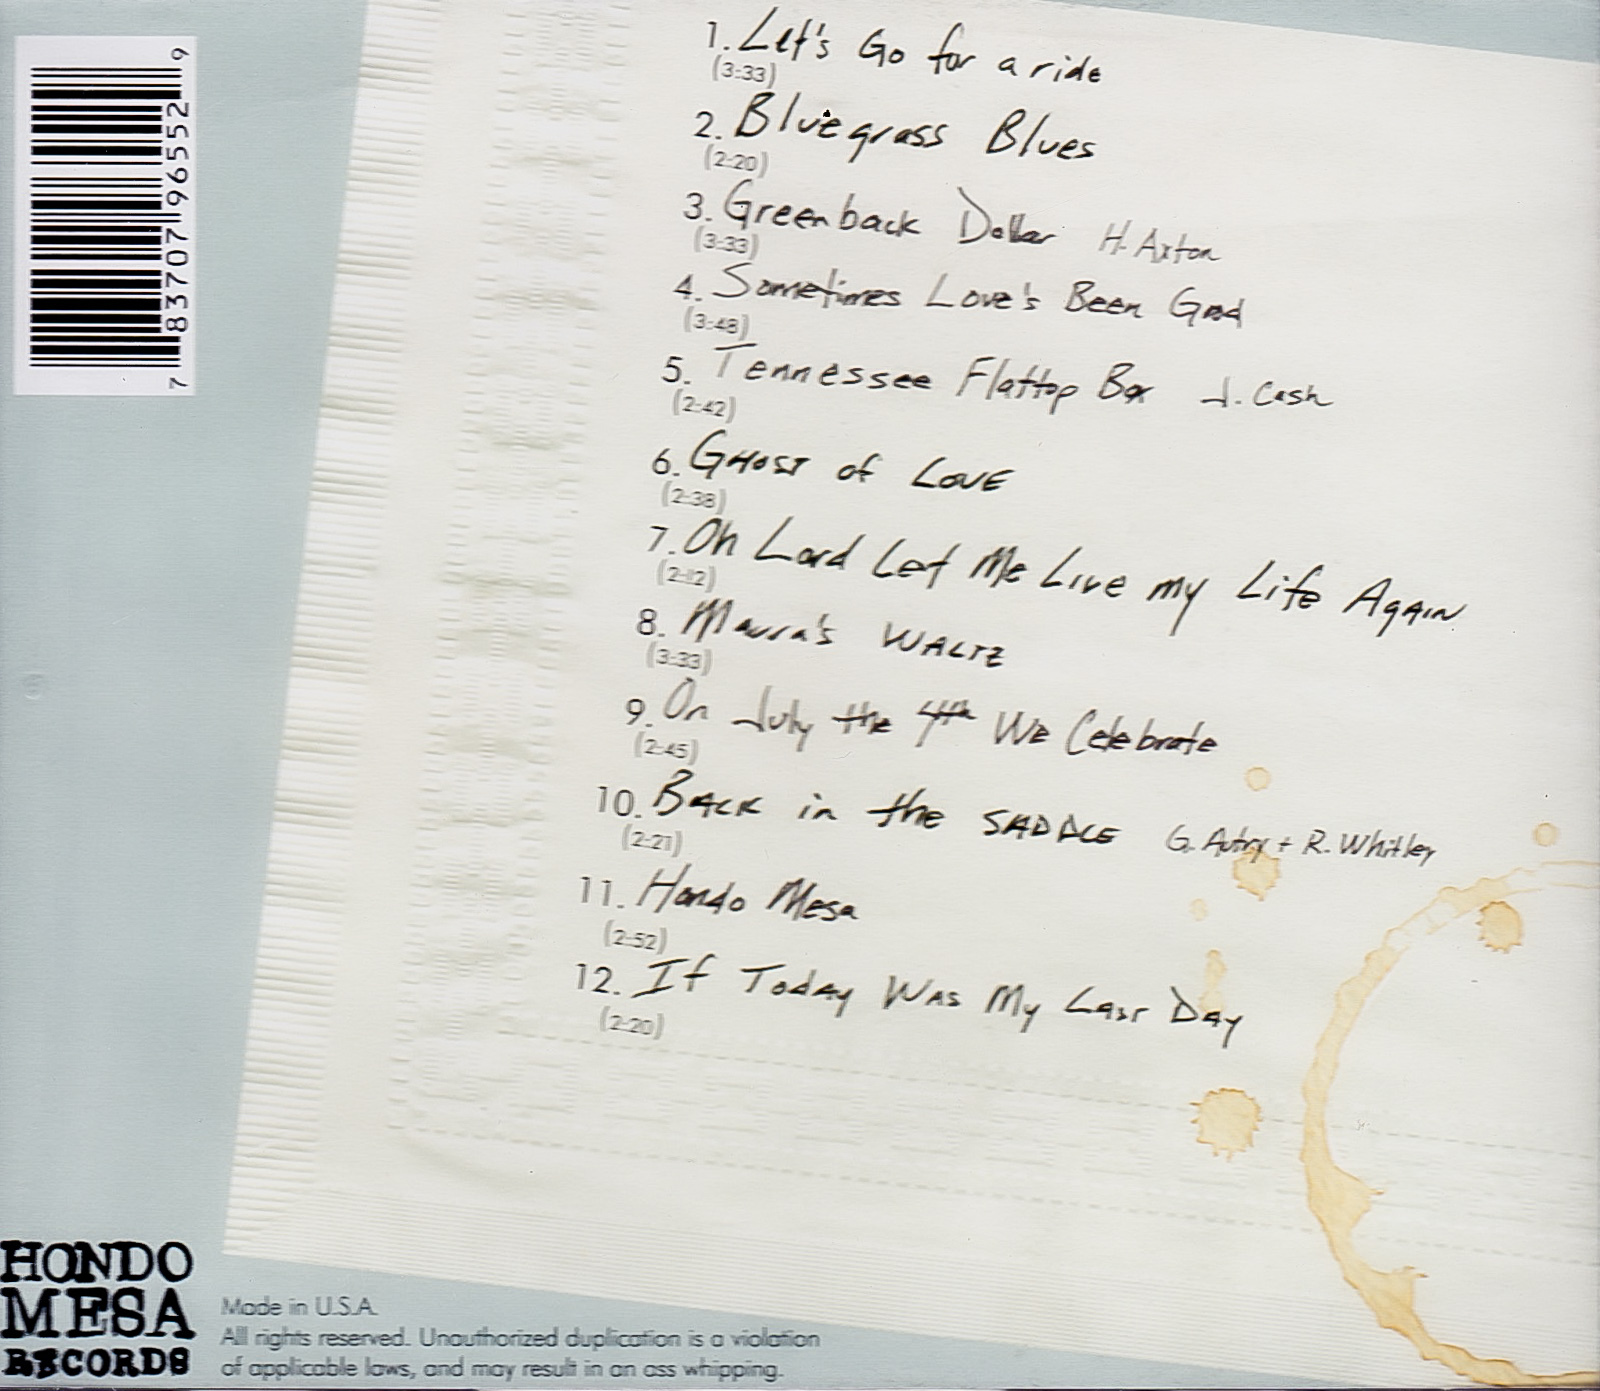 1. Let's Go for a ride
(3:33)
2. Bluegrass Blues
(2:20)
3. Greenback Dollar H. Axton
(3:33)
4. Sometimes Love's Been Good
(3:48)
5. Tennessee Flattop Box J. Cash
(2:42)
6. GHOST of LOVE
(2:38)
7. Oh Lord Let Me Live my Life AGAIN
(2:12)
8. Maura's WALTZ
(3:33)
9. On July the 4th We Celebrate
(2:45)
10. BACK in the SADDLE G. Autry + R. Whitley
(2:21)
11. Hondo Mesa
(2:52)
12. If Today Was My Last Day
(2:20)
7 83707 96552 9
HONDO
MESA
RECORDS
Made in U.S.A.
All rights reserved. Unauthorized duplication is a violation
of applicable laws, and may result in an ass whipping.